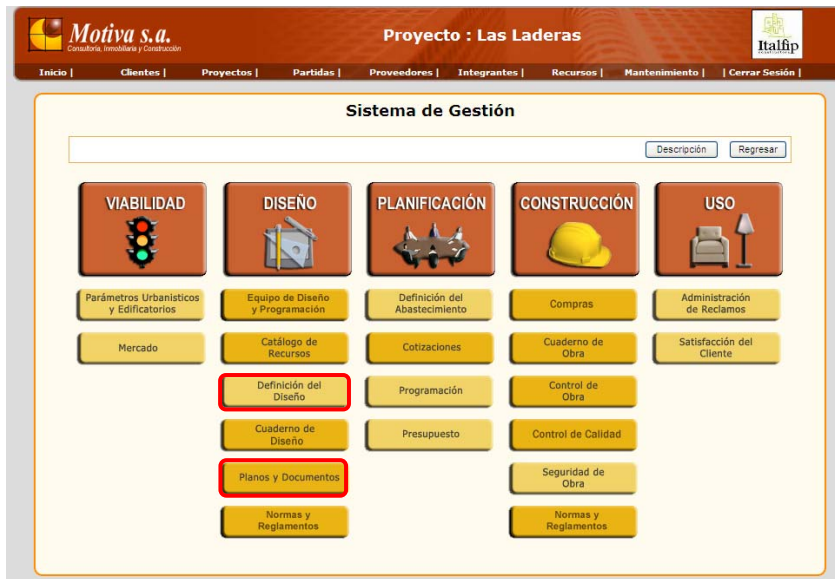 Motiva s.a.
Consultoría, Inmobiliaria y Construcción
Proyecto : Las Laderas
Italfip
Inicio | Clientes | Proyectos | Partidas | Proveedores | Integrantes | Recursos | Mantenimiento | | Cerrar Sesión |
Sistema de Gestión
Descripción Regresar
VIABILIDAD DISEÑO PLANIFICACIÓN CONSTRUCCIÓN USO
Parámetros Urbanisticos
y Edificatorios
Equipo de Diseño
y Programación
Definición del
Abastecimiento
Compras
Administración
de Reclamos
Mercado
Catálogo de
Recursos
Cotizaciones
Cuaderno de
Obra
Satisfacción del
Cliente
Definición del
Diseño
Programación
Control de
Obra
Cuaderno de
Diseño
Presupuesto
Control de Calidad
Planos y Documentos
Seguridad de
Obra
Normas y
Reglamentos
Normas y
Reglamentos